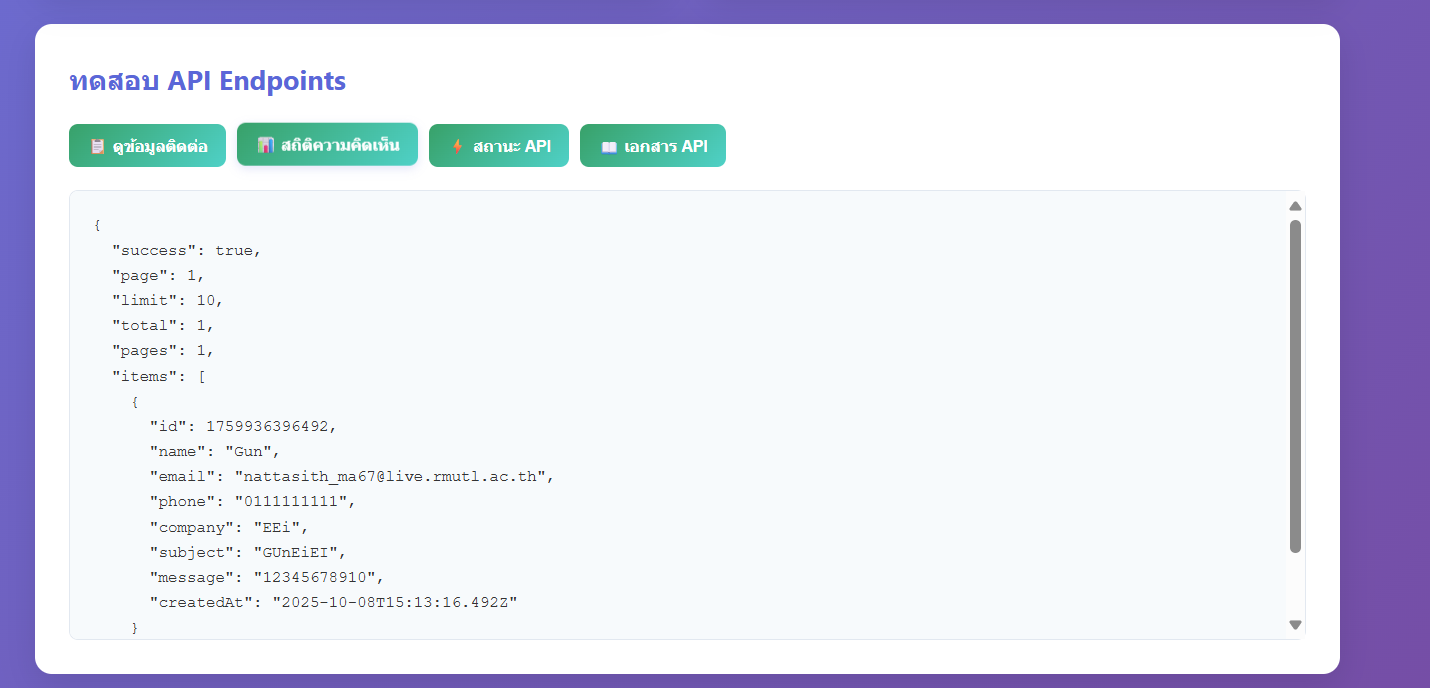 ทดสอบ API Endpoints
ดูข้อมูลติดต่อ
สถิติความคิดเห็น
สถานะ API
เอกสาร API
{
"success": true,
"page": 1,
"limit": 10,
"total": 1,
"pages": 1,
"items": [
{
"id": 1759936396492,
"name": "Gun",
"email": "nattasith_ma67@live.rmutl.ac.th",
"phone": "0111111111",
"company": "EEi",
"subject": "GUnEiEI",
"message": "12345678910",
"createdAt": "2025-10-08T15:13:16.492Z"
}